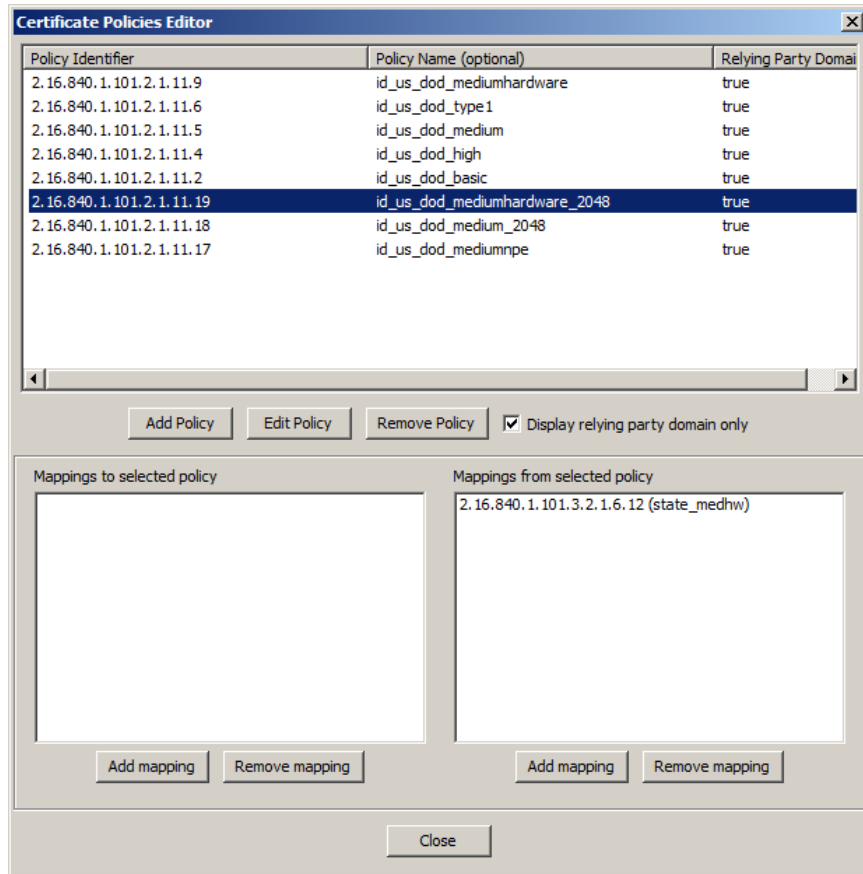 Certificate Policies Editor
Policy Identifier Policy Name (optional) Relying Party Domai
2.16.840.1.101.2.1.11.9 id_us_dod_mediumhardware true
2.16.840.1.101.2.1.11.6 id_us_dod_type1 true
2.16.840.1.101.2.1.11.5 id_us_dod_medium true
2.16.840.1.101.2.1.11.4 id_us_dod_high true
2.16.840.1.101.2.1.11.2 id_us_dod_basic true
2.16.840.1.101.2.1.11.19 id_us_dod_mediumhardware_2048 true
2.16.840.1.101.2.1.11.18 id_us_dod_medium_2048 true
2.16.840.1.101.2.1.11.17 id_us_dod_mediumnpe true
Add Policy Edit Policy Remove Policy Display relying party domain only
Mappings to selected policy Mappings from selected policy
2.16.840.1.101.3.2.1.6.12 (state_medhw)
Add mapping Remove mapping Add mapping Remove mapping
Close